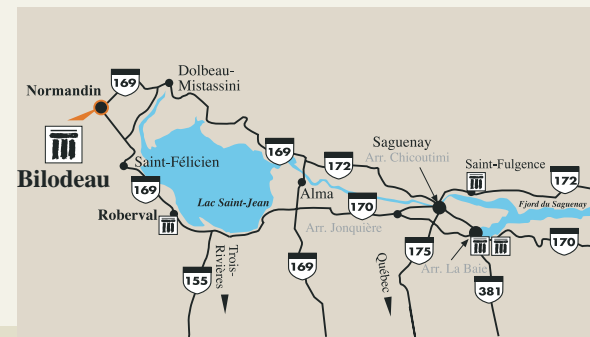 Dolbeau-
Mistassini
169
Normandin
Saguenay
Arr. Chicoutimi
169
172
Saint-Félicien
Saint-Fulgence
172
Bilodeau
169
Alma
Lac Saint-Jean
170
Fjord du Saguenay
Roberval
Arr. Jonquière
170
Trois-
Rivières
175
155
169
Québec
Arr. La Baie
381